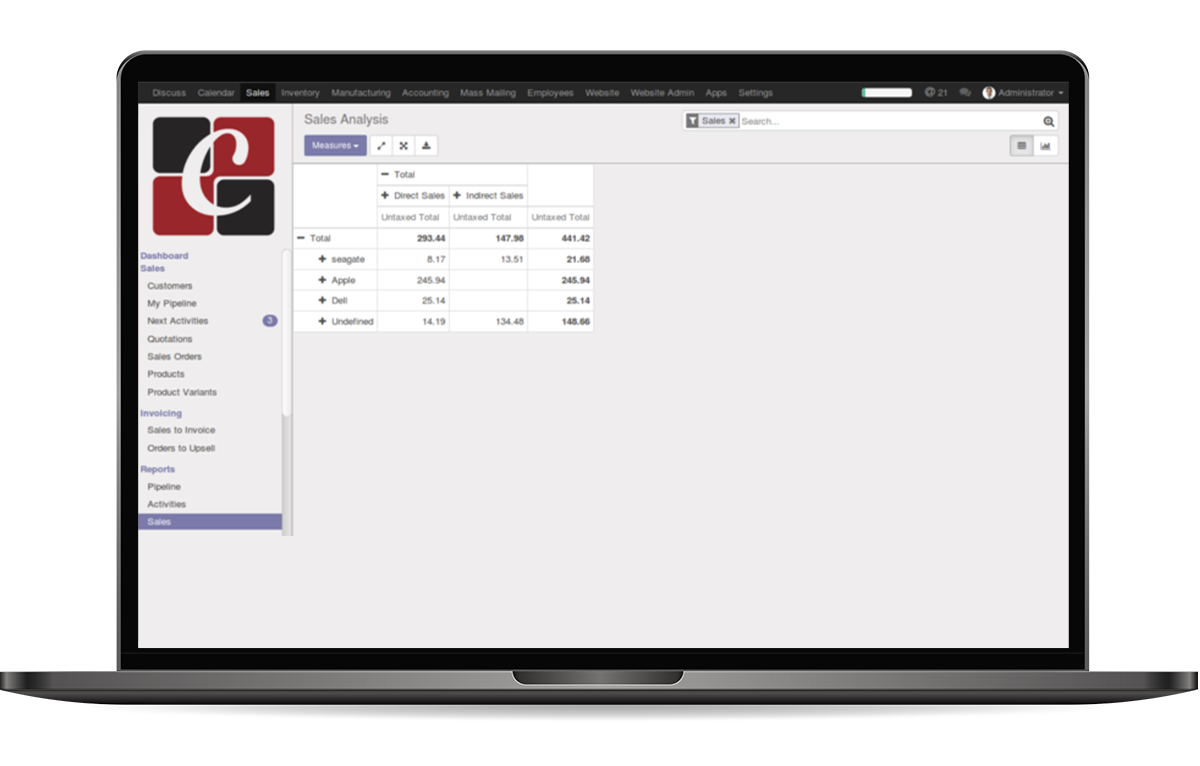 Discuss Calendar Sales Inventory Manufacturing Accounting Mass Mailing Employees Website Website Admin Apps Settings @ 21 Administrator
C
Sales Analysis
Sales ✖ Search...
Measures
Total
Direct Sales Indirect Sales
Untaxed Total Untaxed Total Untaxed Total
Total 293.44 147.98 441.42
seagate 8.17 13.51 21.68
Apple 245.94 245.94
Dell 25.14 25.14
Undefined 14.19 134.48 148.66
Dashboard
Sales
Customers
My Pipeline
Next Activities 3
Quotations
Sales Orders
Products
Product Variants
Invoicing
Sales to Invoice
Orders to Upsell
Reports
Pipeline
Activities
Sales